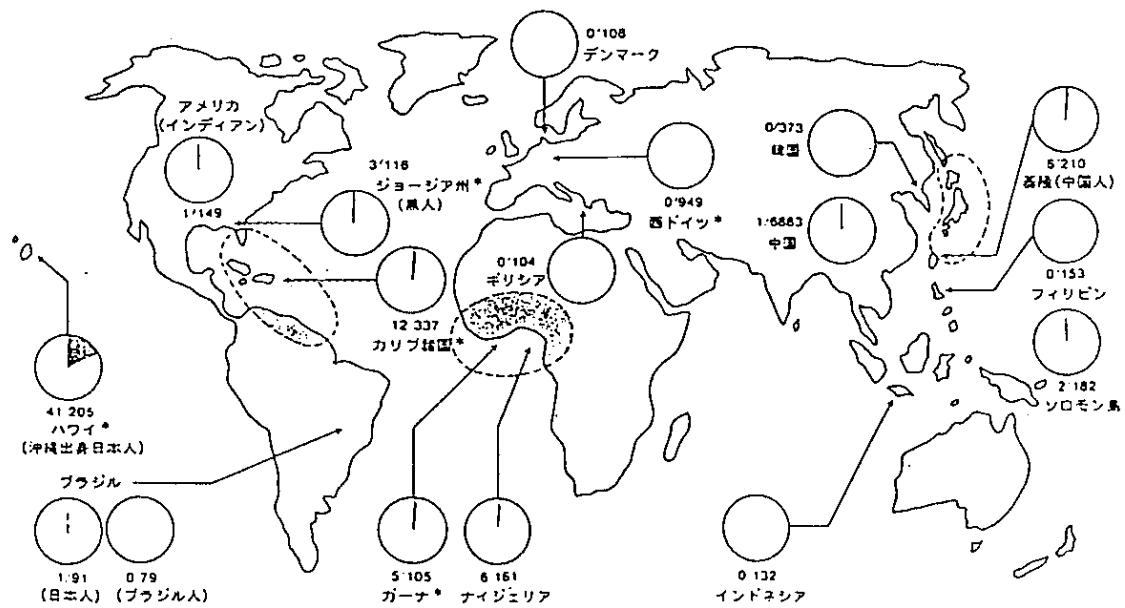 0/108
デンマーク
アメリカ
(インディアン)
1/149
3/116
ジョージア州*
(黒人)
0/949
西ドイツ*
0/373
韓国
1/6883
中国
5/210
基隆(中国人)
0/153
フィリピン
2/182
ソロモン島
0/104
ギリシア
12/337
カリブ諸国*
41/205
ハワイ*
(沖縄出身日本人)
ブラジル
1/91
(日本人)
0/79
(ブラジル人)
5/105
ガーナ*
6/161
ナイジェリア
0/132
インドネシア